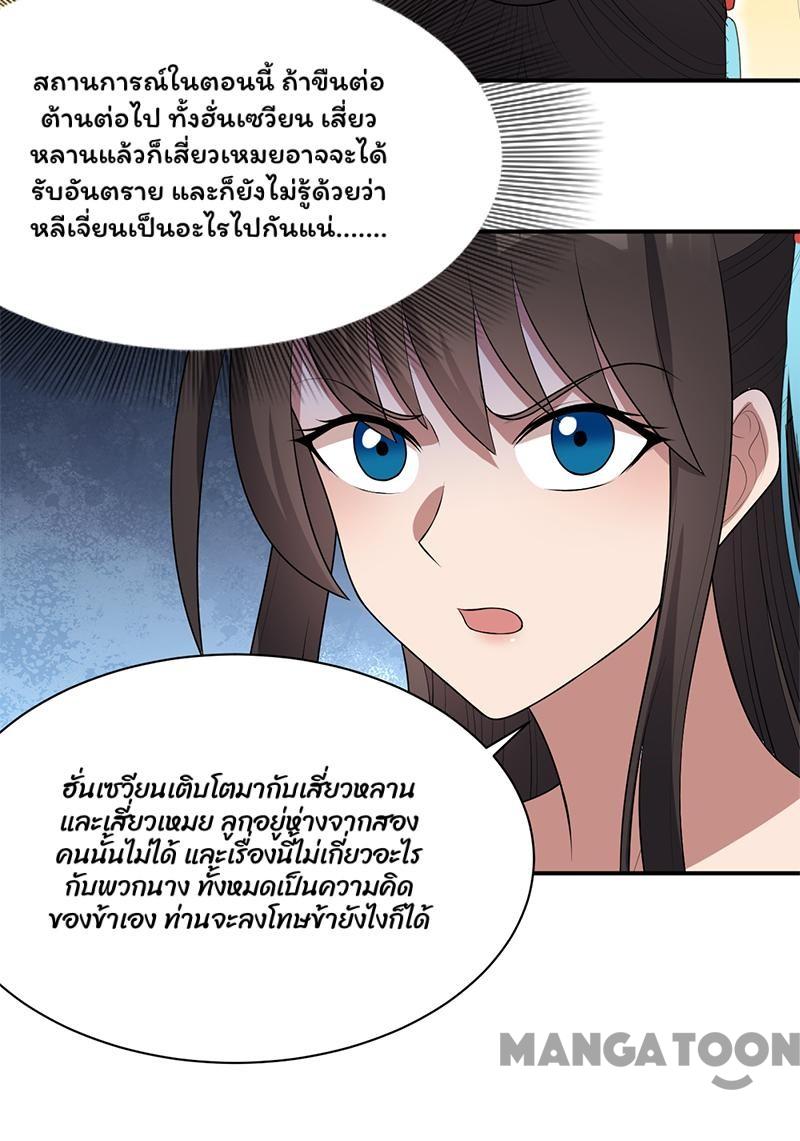 สถานการณ์ในตอนนี้ ถ้าขืนต่อ
ต้านต่อไป ทั้งฮั่นเซวียน เสี่ยว
หลานแล้วก็เสี่ยวเหมยอาจจะได้
รับอันตราย และก็ยังไม่รู้ด้วยว่า
หลีเจี่ยนเป็นอะไรไปกันแน่.......
ฮั่นเซวียนเติบโตมากับเสี่ยวหลาน
และเสี่ยวเหมย ลูกอยู่ห่างจากสอง
คนนั้นไม่ได้ และเรื่องนี้ไม่เกี่ยวอะไร
กับพวกนาง ทั้งหมดเป็นความคิด
ของข้าเอง ท่านจะลงโทษข้ายังไงก็ได้
MANGATOON